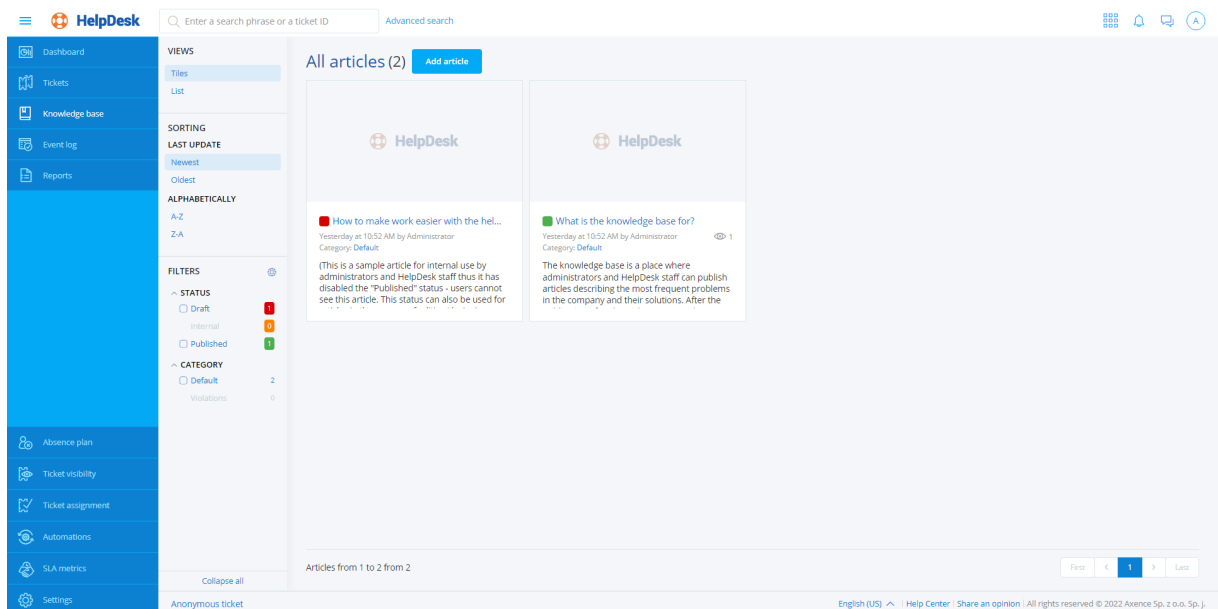 HelpDesk
Enter a search phrase or a ticket ID
Advanced search
A
Dashboard
Tickets
Knowledge base
Event log
Reports
Absence plan
Ticket visibility
Ticket assignment
Automations
SLA metrics
Settings
VIEWS
Tiles
List
SORTING
LAST UPDATE
Newest
Oldest
ALPHABETICALLY
A-Z
Z-A
FILTERS
STATUS
Draft 1
Internal 0
Published 1
CATEGORY
Default 2
Violations 0
Collapse all
All articles (2) Add article
HelpDesk
How to make work easier with the hel...
Yesterday at 10:52 AM by Administrator
Category: Default
(This is a sample article for internal use by
administrators and HelpDesk staff thus it has
disabled the "Published" status - users cannot
see this article. This status can also be used for
HelpDesk
What is the knowledge base for?
Yesterday at 10:52 AM by Administrator 1
Category: Default
The knowledge base is a place where
administrators and HelpDesk staff can publish
articles describing the most frequent problems
in the company and their solutions. After the
Articles from 1 to 2 from 2
First < 1 > Last
Anonymous ticket
English (US) | Help Center | Share an opinion | All rights reserved © 2022 Axence Sp. z o.o. Sp. j.